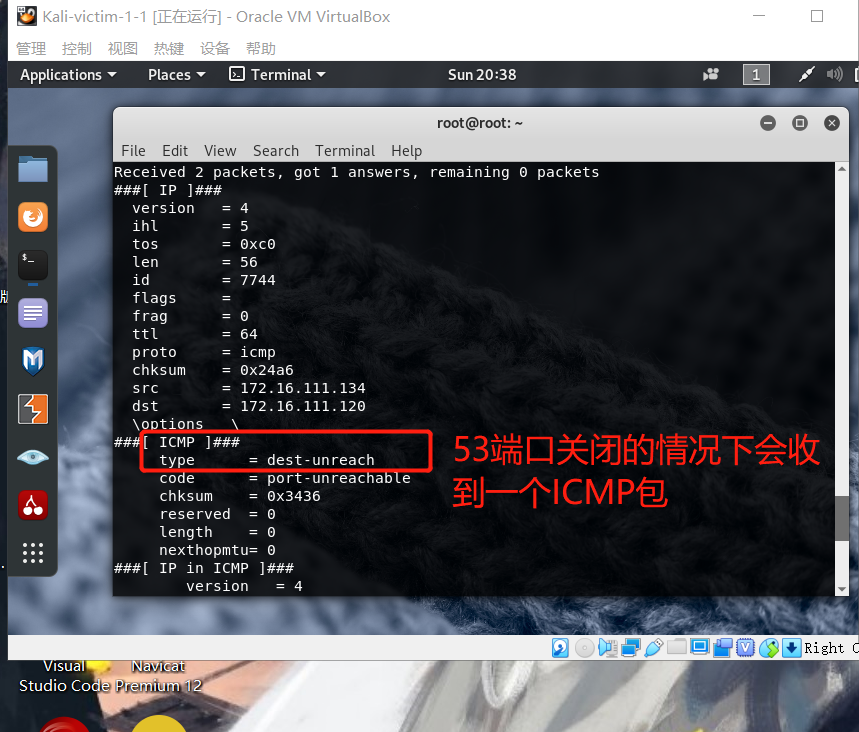 Kali-victim-1-1 [正在运行] - Oracle VM VirtualBox
管理 控制 视图 热键 设备 帮助
Applications Places Terminal Sun 20:38 1
root@root: ~
File Edit View Search Terminal Help
Received 2 packets, got 1 answers, remaining 0 packets
###[ IP ]###
version = 4
ihl = 5
tos = 0xc0
len = 56
id = 7744
flags =
frag = 0
ttl = 64
proto = icmp
chksum = 0x24a6
src = 172.16.111.134
dst = 172.16.111.120
\options \
###[ ICMP ]###
type = dest-unreach
code = port-unreachable
chksum = 0x3436
reserved = 0
length = 0
nexthopmtu= 0
###[ IP in ICMP ]###
version = 4
53端口关闭的情况下会收
到一个ICMP包
$_
版
Right C
Visual Navicat
Studio Code Premium 12